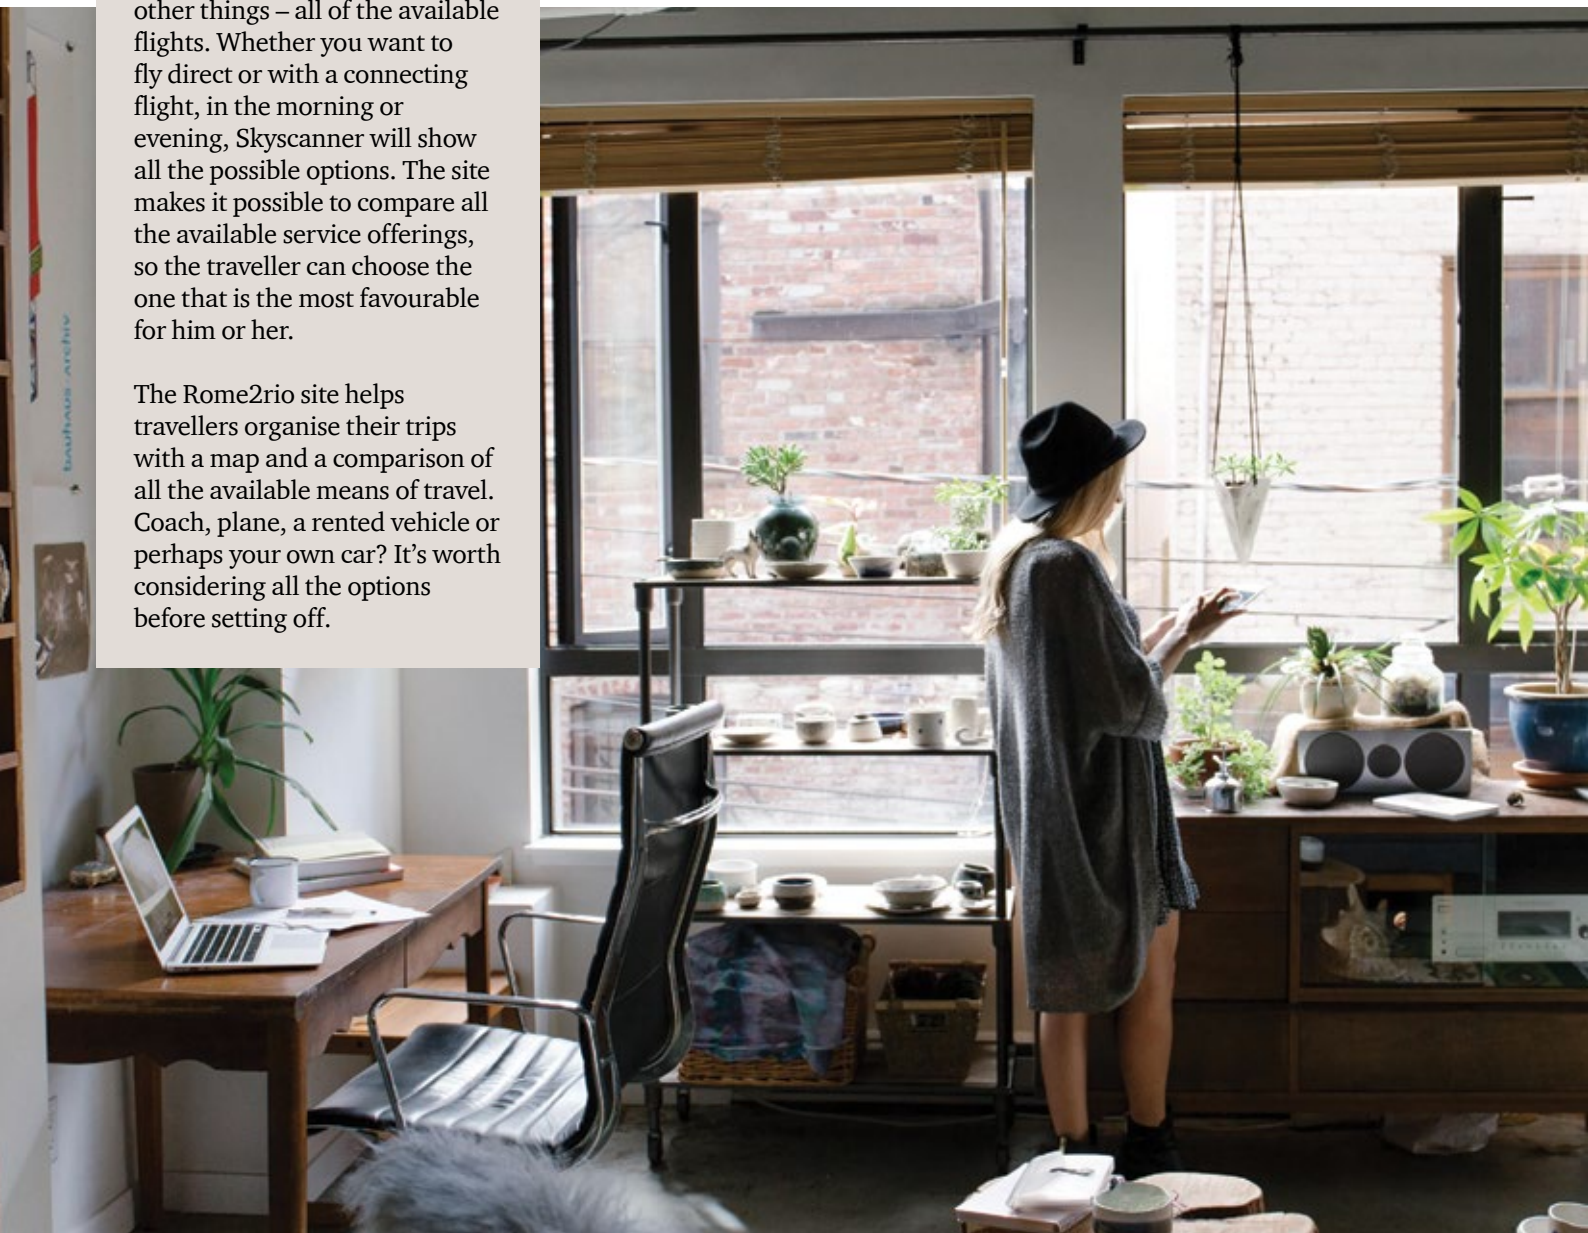 other things – all of the available
flights. Whether you want to
fly direct or with a connecting
flight, in the morning or
evening, Skyscanner will show
all the possible options. The site
makes it possible to compare all
the available service offerings,
so the traveller can choose the
one that is the most favourable
for him or her.
The Rome2rio site helps
travellers organise their trips
with a map and a comparison of
all the available means of travel.
Coach, plane, a rented vehicle or
perhaps your own car? It’s worth
considering all the options
before setting off.
bauhaus-archiv